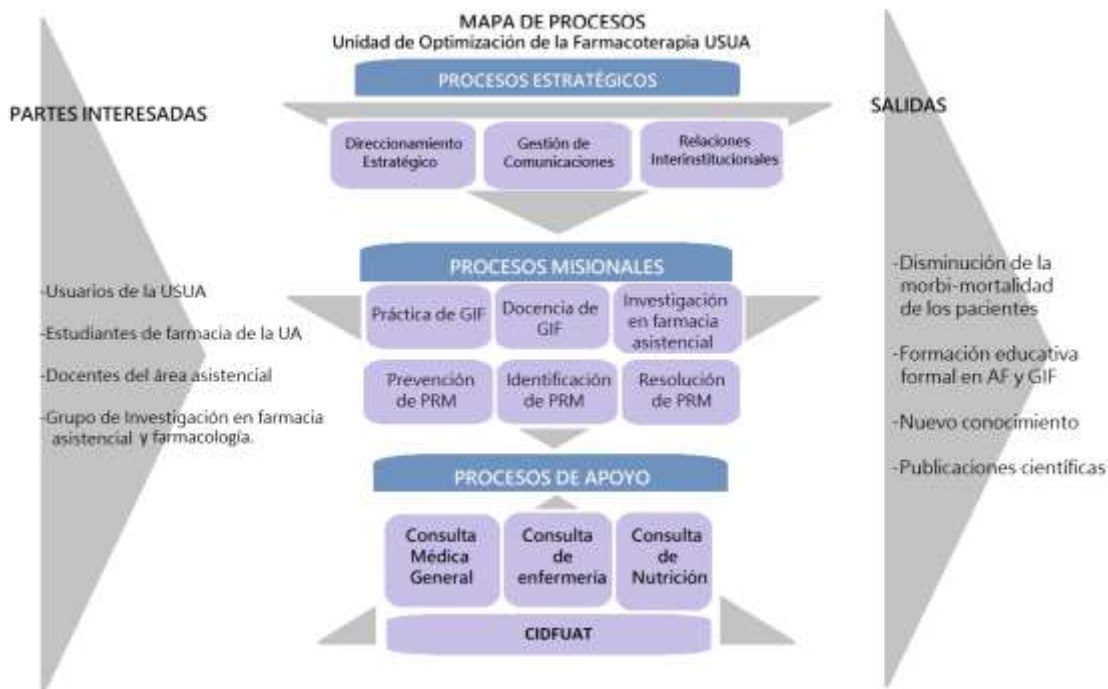 MAPA DE PROCESOS
Unidad de Optimización de la Farmacoterapia USUA
PROCESOS ESTRATÉGICOS
PARTES INTERESADAS
SALIDAS
Direccionamiento
Estratégico
Gestión de
Comunicaciones
Relaciones
Interinstitucionales
PROCESOS MISIONALES
-Usuarios de la USUA
-Estudiantes de farmacia de la UA
-Docentes del área asistencial
-Grupo de Investigación en farmacia
asistencial y farmacología.
Práctica de GIF
Docencia de
GIF
Investigación
en farmacia
asistencial
Prevención
de PRM
Identificación
de PRM
Resolución
de PRM
-Disminución de la
morbi-mortalidad
de los pacientes
-Formación educativa
formal en AF y GIF
-Nuevo conocimiento
-Publicaciones científicas
PROCESOS DE APOYO
Consulta
Médica
General
Consulta
de
enfermería
Consulta
de
Nutrición
CIDFUAT